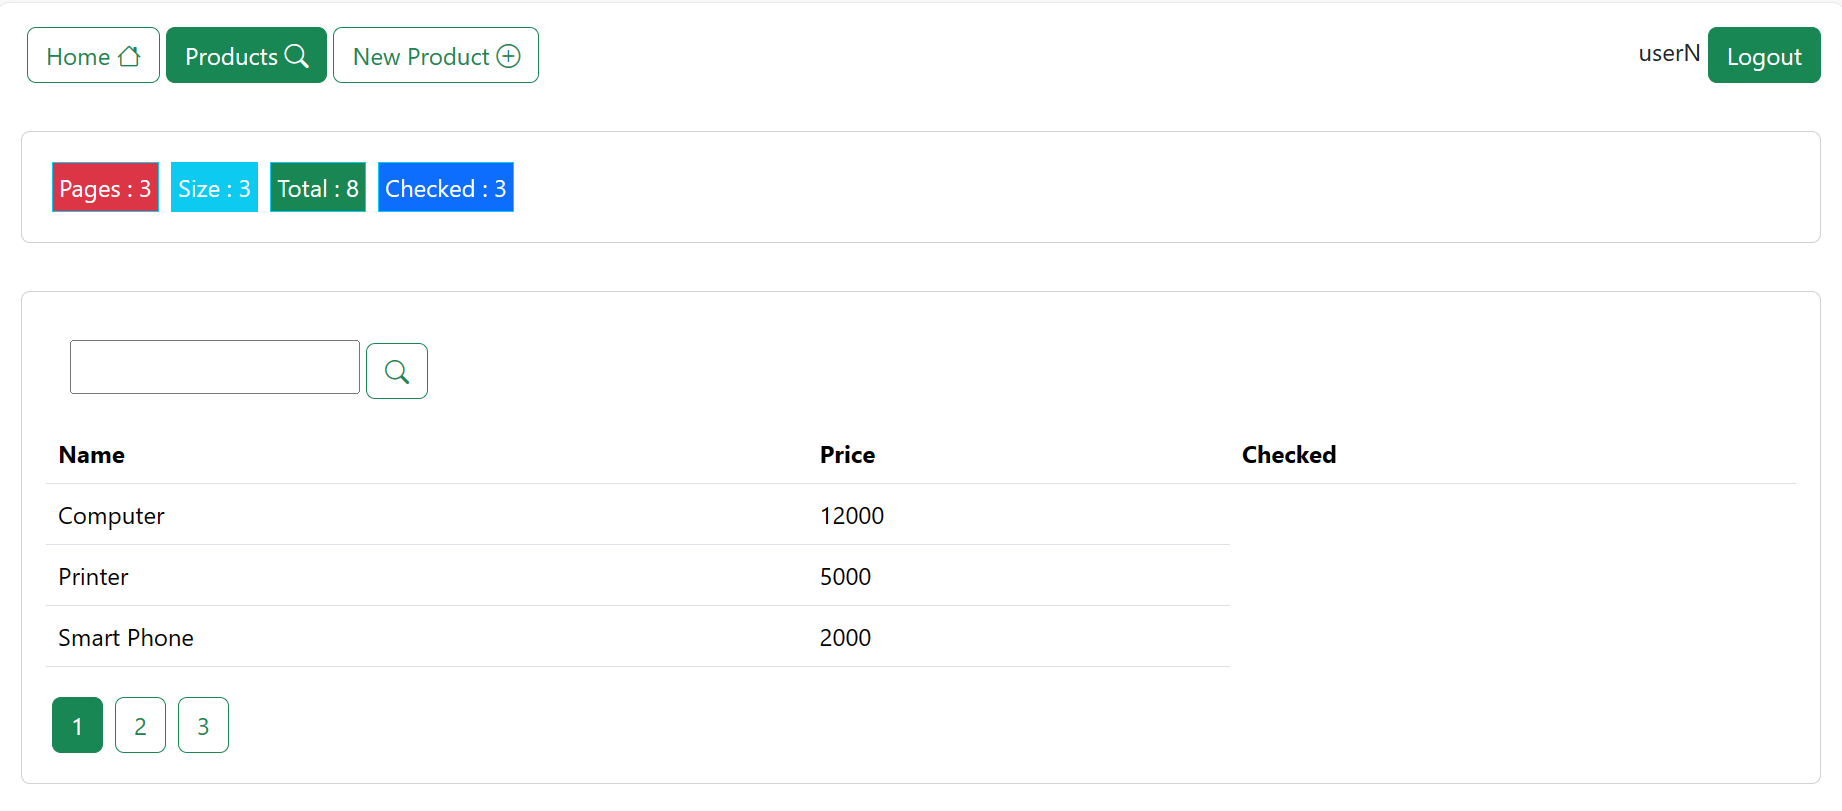 Home Products New Product userN Logout
Pages : 3 Size : 3 Total : 8 Checked : 3
Name Price Checked
Computer 12000
Printer 5000
Smart Phone 2000
1 2 3